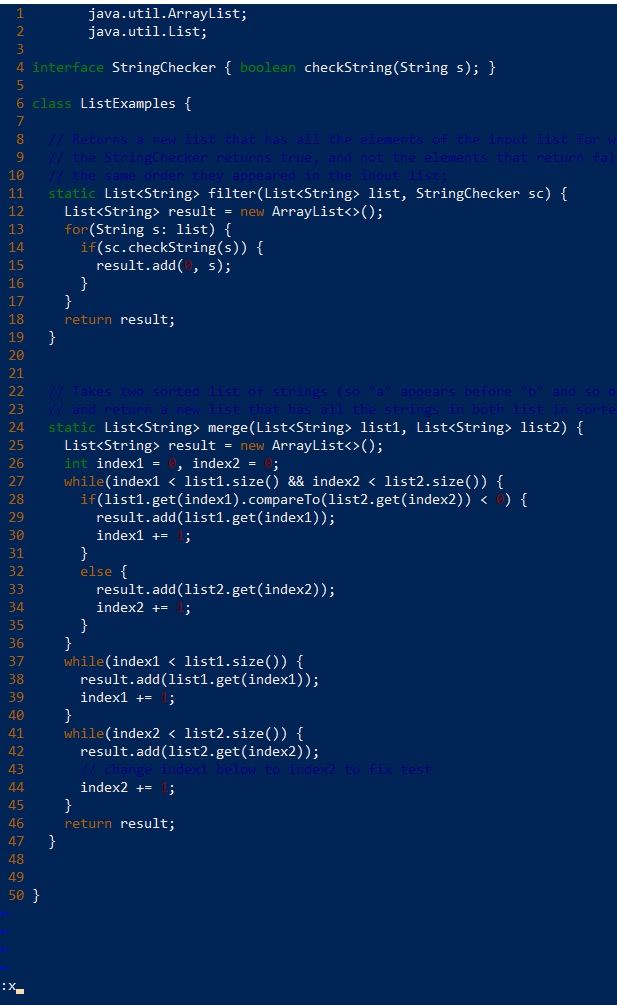 1 java.util.ArrayList;
2 java.util.List;
3
4 interface StringChecker { boolean checkString(String s); }
5
6 class ListExamples {
7
8 // Returns a new list that has all the elements of the input list for w
9 // the StringChecker returns true, and not the elements that return fal
10 // the same order they appeared in the input list;
11 static List<String> filter(List<String> list, StringChecker sc) {
12 List<String> result = new ArrayList<>();
13 for(String s: list) {
14 if(sc.checkString(s)) {
15 result.add(0, s);
16 }
17 }
18 return result;
19 }
20
21
22 // Takes two sorted list of strings (so "a" appears before "b" and so o
23 // and return a new list that has all the strings in both list in sorte
24 static List<String> merge(List<String> list1, List<String> list2) {
25 List<String> result = new ArrayList<>();
26 int index1 = 0, index2 = 0;
27 while(index1 < list1.size() && index2 < list2.size()) {
28 if(list1.get(index1).compareTo(list2.get(index2)) < 0) {
29 result.add(list1.get(index1));
30 index1 += 1;
31 }
32 else {
33 result.add(list2.get(index2));
34 index2 += 1;
35 }
36 }
37 while(index1 < list1.size()) {
38 result.add(list1.get(index1));
39 index1 += 1;
40 }
41 while(index2 < list2.size()) {
42 result.add(list2.get(index2));
43 // change index1 below to index2 to fix test
44 index2 += 1;
45 }
46 return result;
47 }
48
49
50 }
~
~
~
~
:x